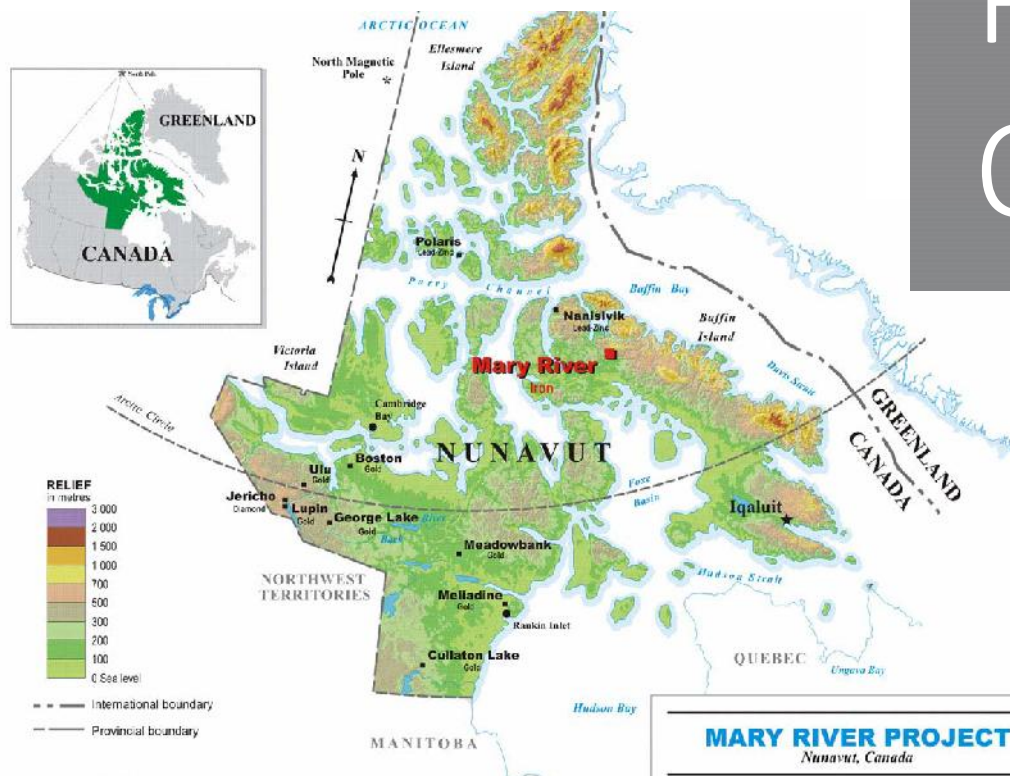 ARCTIC OCEAN
Ellesmere
Island
North Magnetic
Pole
*
North Pole
GREENLAND
CANADA
N
Polaris
Lead-Zinc
Parry Channel
Baffin Bay
Nanisivik
Lead-Zinc
Baffin
Island
Victoria
Island
Mary River
Iron
Davis Strait
Arctic Circle
Cambridge
Bay
NUNAVUT
GREENLAND
CANADA
Boston
Gold
Ulu
Gold
Foxe
Basin
RELIEF
in metres
3 000
2 000
1 500
1 000
700
500
300
200
100
0 Sea level
Jericho
Diamond
Lupin
Gold
George Lake
Gold
Back
River
Iqaluit
Meadowbank
Gold
NORTHWEST
TERRITORIES
Hudson Strait
Meliadine
Gold
Rankin Inlet
Cullaton Lake
Gold
QUEBEC
Ungava Bay
International boundary
Provincial boundary
Hudson Bay
MANITOBA
MARY RIVER PROJECT
Nunavut, Canada